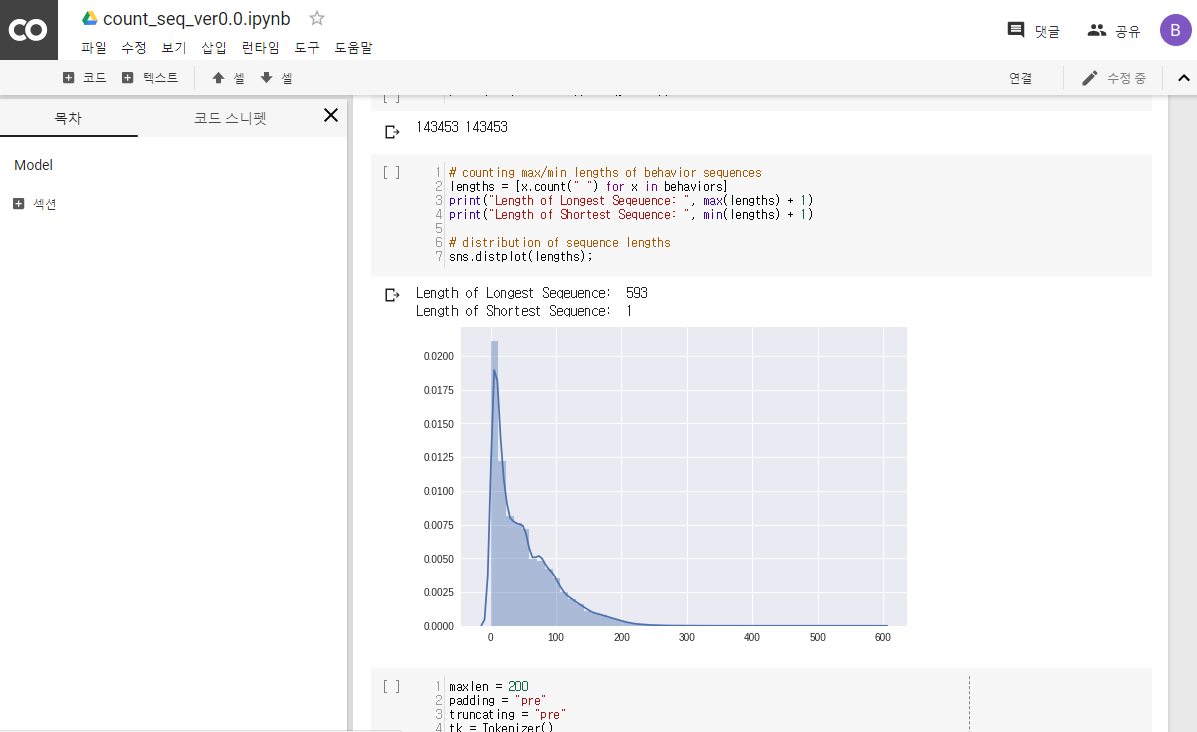 CO
count_seq_ver0.0.ipynb
파일 수정 보기 삽입 런타임 도구 도움말
댓글 공유 B
코드 텍스트 셀 셀
연결 수정 중
목차 코드 스니펫
Model
섹션
143453 143453
[ ] 1 # counting max/min lengths of behavior sequences
2 lengths = [x.count(" ") for x in behaviors]
3 print("Length of Longest Seqeuence: ", max(lengths) + 1)
4 print("Length of Shortest Sequence: ", min(lengths) + 1)
5
6 # distribution of sequence lengths
7 sns.distplot(lengths);
Length of Longest Seqeuence: 593
Length of Shortest Sequence: 1
0.0200
0.0175
0.0150
0.0125
0.0100
0.0075
0.0050
0.0025
0.0000
0 100 200 300 400 500 600
[ ] 1 maxlen = 200
2 padding = "pre"
3 truncating = "pre"
4 tk = Tokenizer()